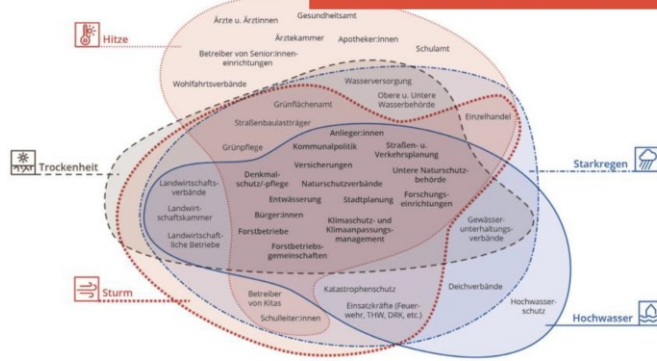 Ärzte u. Ärztinnen
Gesundheitsamt
Hitze
Ärztekammer
Apotheker:innen
Schulamt
Betreiber von Senior:innen-
einrichtungen
Wohlfahrtsverbände
Wasserversorgung
Obere u. Untere
Wasserbehörde
Grünflächenamt
Straßenbaulastträger
Einzelhandel
Anlieger:innen
Grünpflege
Kommunalpolitik
Straßen- u.
Verkehrsplanung
Starkregen
Trockenheit
Versicherungen
Denkmal-
schutz/-pflege
Naturschutzverbände
Untere Naturschutz-
behörde
Landwirtschafts-
verbände
Entwässerung
Stadtplanung
Forschungs-
einrichtungen
Landwirt-
schaftskammer
Bürger:innen
Klimaschutz- und
Klimaanpassungs-
management
Gewässer-
unterhaltungs-
verbände
Landwirtschaft-
liche Betriebe
Forstbetriebe
Forstbetriebs-
gemeinschaften
Sturm
Betreiber
von Kitas
Katastrophenschutz
Deichverbände
Einsatzkräfte (Feuer-
wehr, THW, DRK, etc.)
Hochwasser-
schutz
Schulleiter:innen
Hochwasser